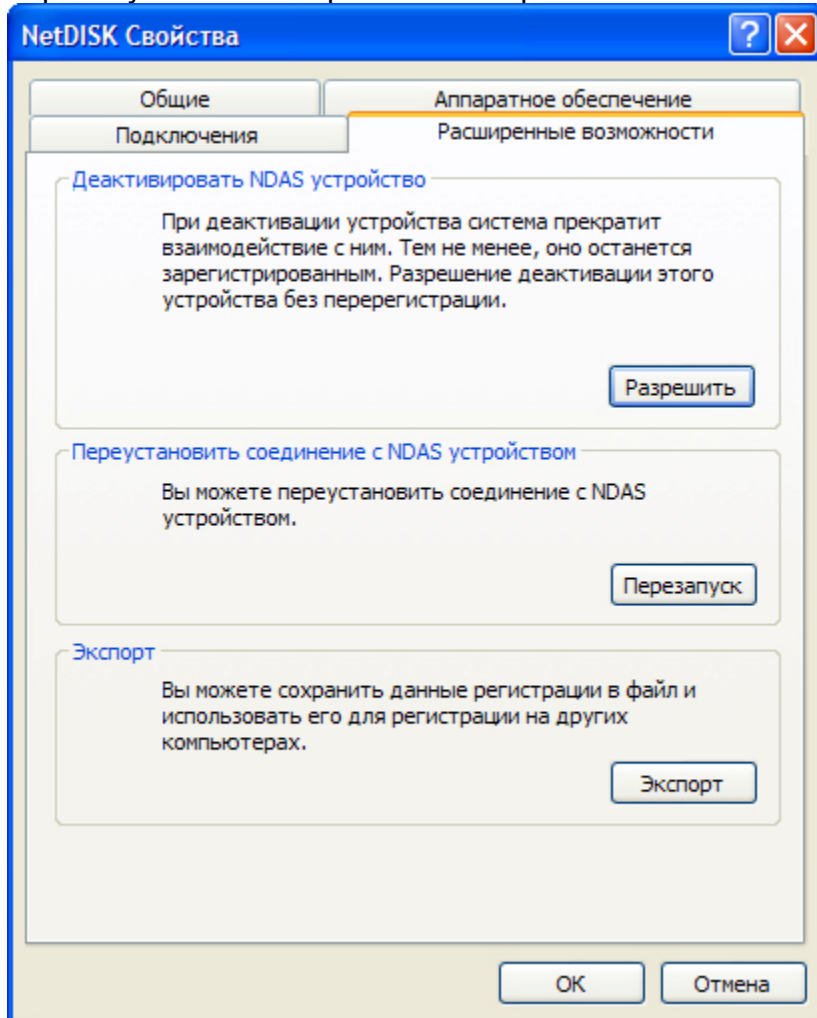 NetDISK Свойства
Общие
Аппаратное обеспечение
Подключения
Расширенные возможности
Деактивировать NDAS устройство
При деактивации устройства система прекратит
взаимодействие с ним. Тем не менее, оно останется
зарегистрированным. Разрешение деактивации этого
устройства без перерегистрации.
Разрешить
Переустановить соединение с NDAS устройством
Вы можете переустановить соединение с NDAS
устройством.
Перезапуск
Экспорт
Вы можете сохранить данные регистрации в файл и
использовать его для регистрации на других
компьютерах.
Экспорт
ОК
Отмена